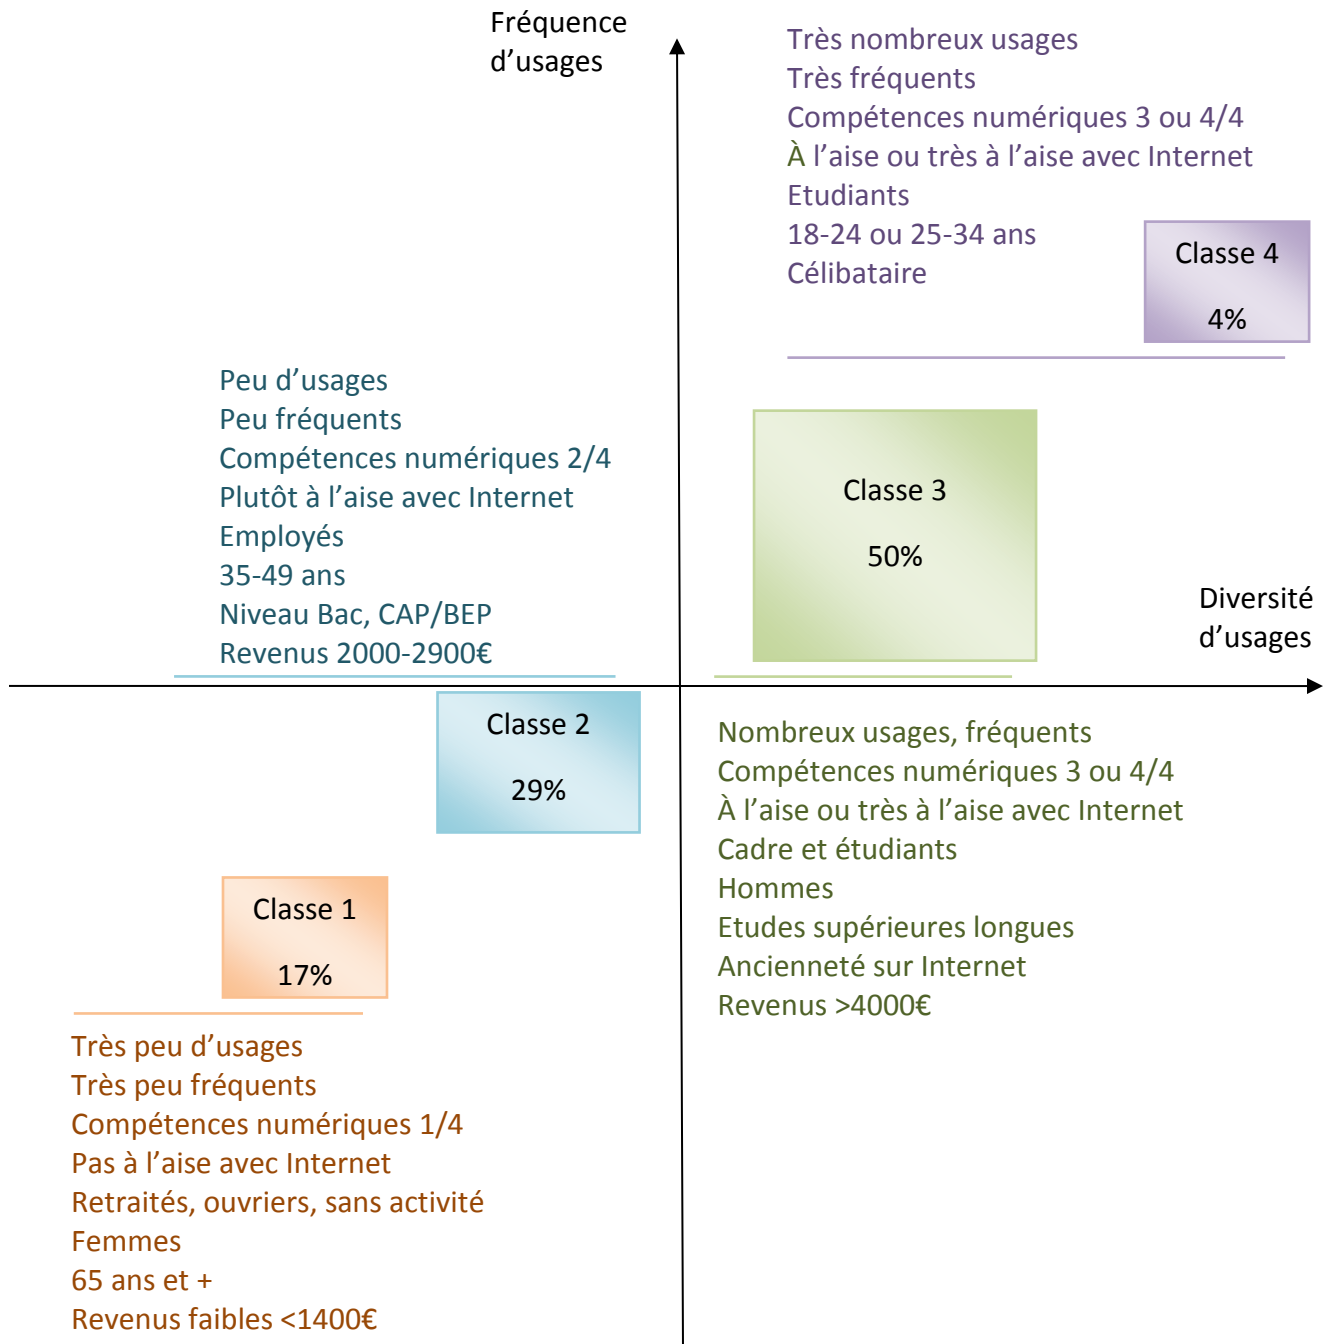 Fréquence
d’usages
Très nombreux usages
Très fréquents
Compétences numériques 3 ou 4/4
À l’aise ou très à l’aise avec Internet
Etudiants
18-24 ou 25-34 ans
Célibataire
Classe 4
4%
Peu d’usages
Peu fréquents
Compétences numériques 2/4
Plutôt à l’aise avec Internet
Employés
35-49 ans
Niveau Bac, CAP/BEP
Revenus 2000-2900€
Classe 3
50%
Diversité
d’usages
Classe 2
29%
Nombreux usages, fréquents
Compétences numériques 3 ou 4/4
À l’aise ou très à l’aise avec Internet
Cadre et étudiants
Hommes
Etudes supérieures longues
Ancienneté sur Internet
Revenus >4000€
Classe 1
17%
Très peu d’usages
Très peu fréquents
Compétences numériques 1/4
Pas à l’aise avec Internet
Retraités, ouvriers, sans activité
Femmes
65 ans et +
Revenus faibles <1400€